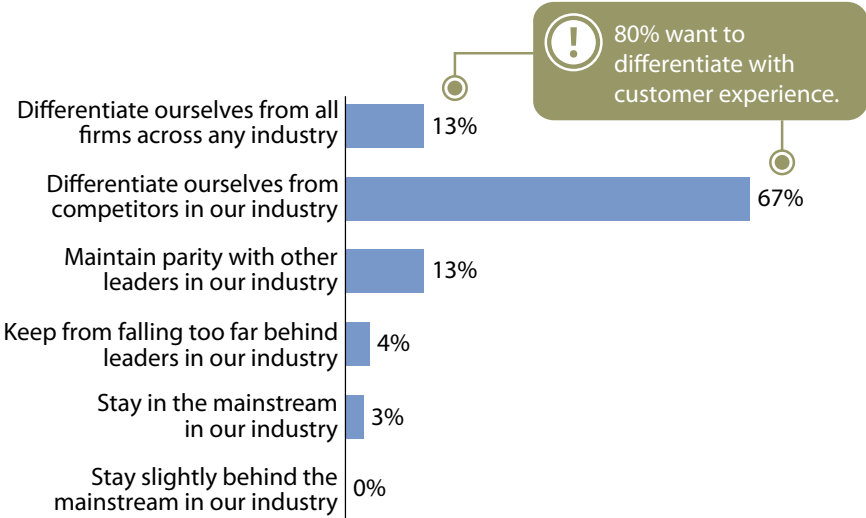 80% want to
differentiate with
customer experience.
Differentiate ourselves from all
firms across any industry
13%
Differentiate ourselves from
competitors in our industry
67%
Maintain parity with other
leaders in our industry
13%
Keep from falling too far behind
leaders in our industry
4%
Stay in the mainstream
in our industry
3%
Stay slightly behind the
mainstream in our industry
0%